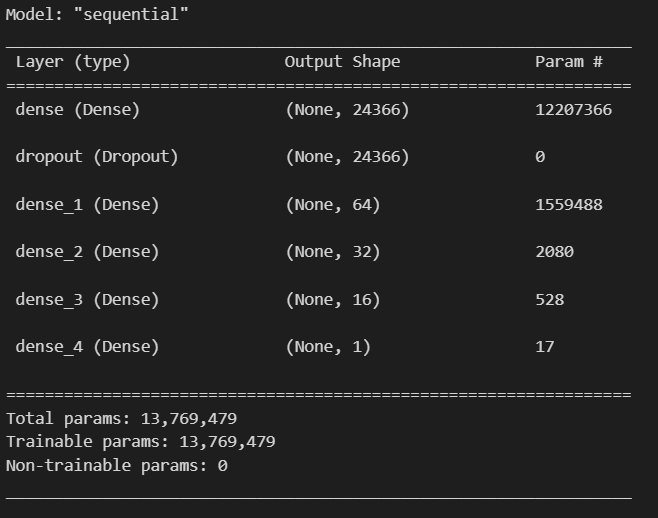 Model: "sequential"
_________________________________________________________________
Layer (type) Output Shape Param #
=================================================================
dense (Dense) (None, 24366) 12207366
dropout (Dropout) (None, 24366) 0
dense_1 (Dense) (None, 64) 1559488
dense_2 (Dense) (None, 32) 2080
dense_3 (Dense) (None, 16) 528
dense_4 (Dense) (None, 1) 17
=================================================================
Total params: 13,769,479
Trainable params: 13,769,479
Non-trainable params: 0
_________________________________________________________________